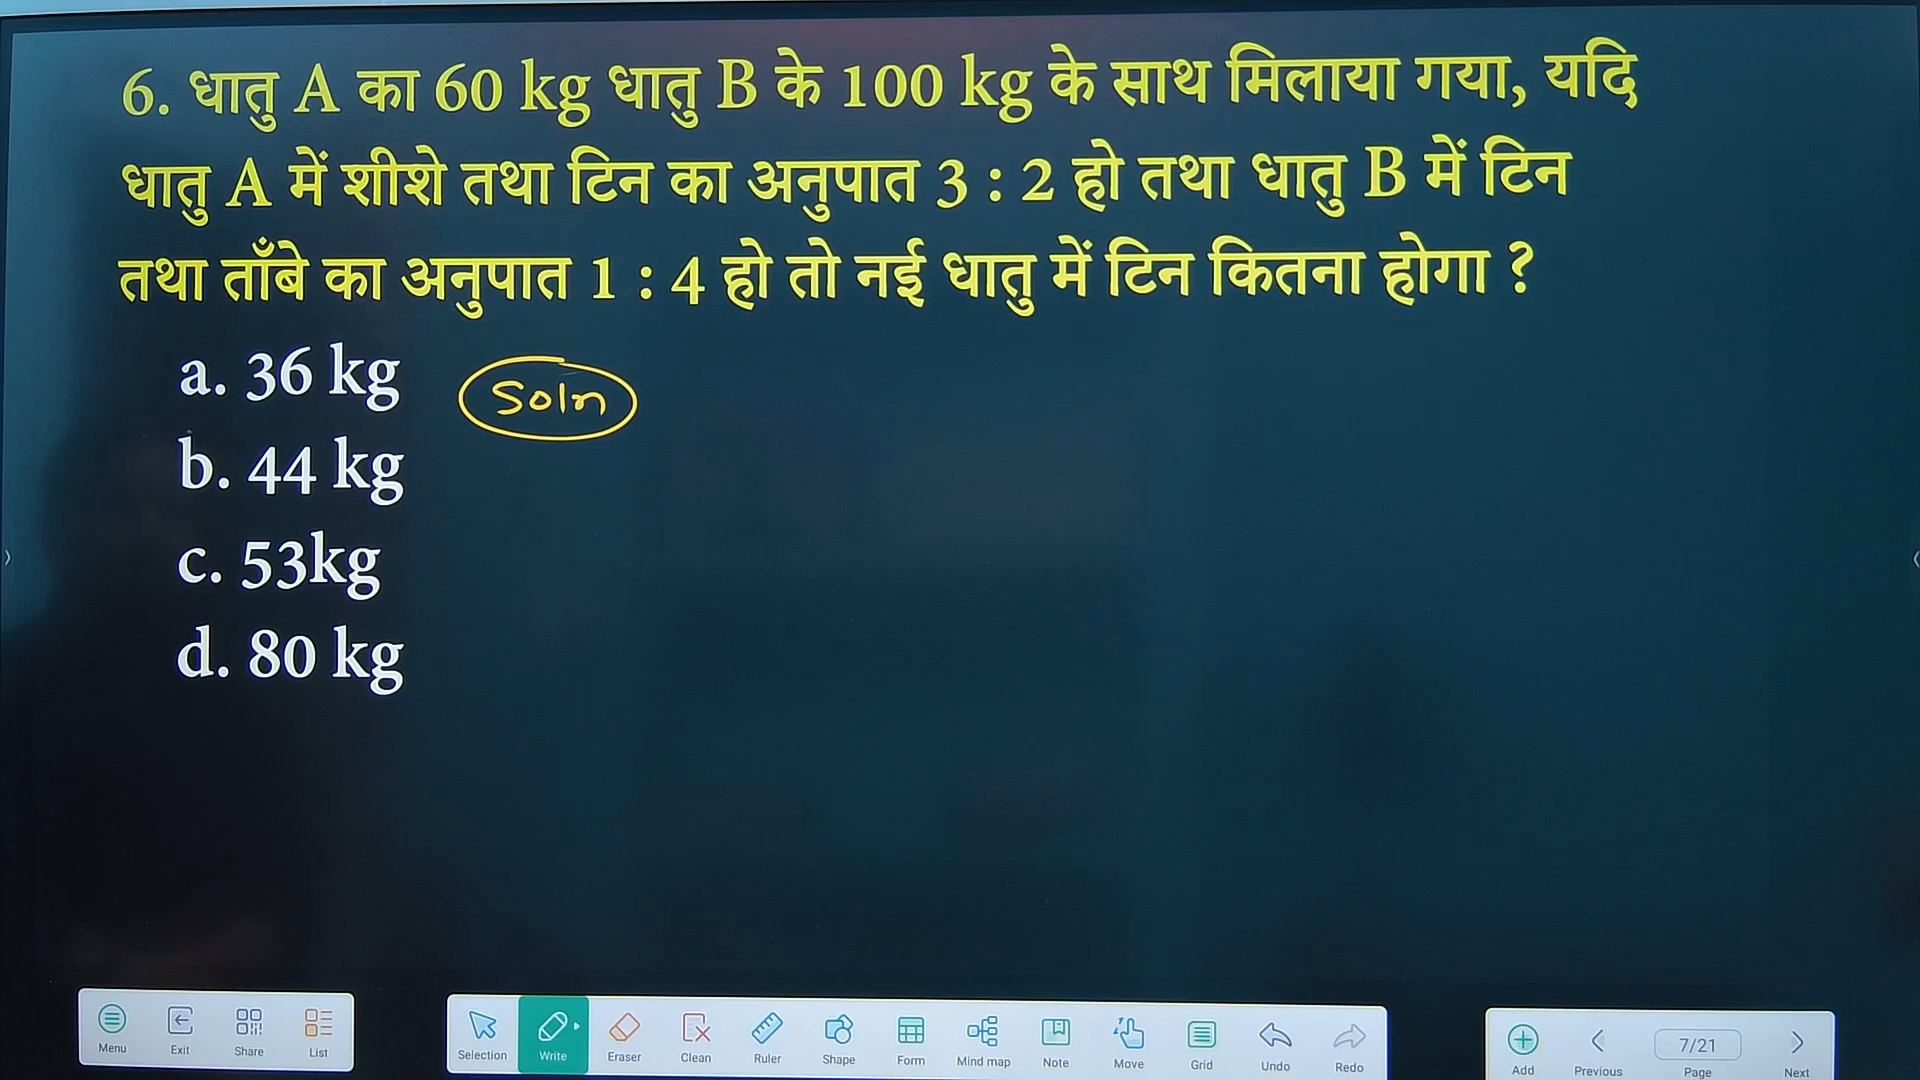 6. धातु A का 60 kg धातु B के 100 kg के साथ मिलाया गया, यदि
धातु A में शीशे तथा टिन का अनुपात 3 : 2 हो तथा धातु B में टिन
तथा ताँबे का अनुपात 1 : 4 हो तो नई धातु में टिन कितना होगा ?
a. 36 kg
Soln
b. 44 kg
c. 53kg
d. 80 kg
Menu Exit Share List
Selection Write Eraser Clean Ruler Shape Form Mind map Note Move Grid Undo Redo
7/21
Add Previous Page Next